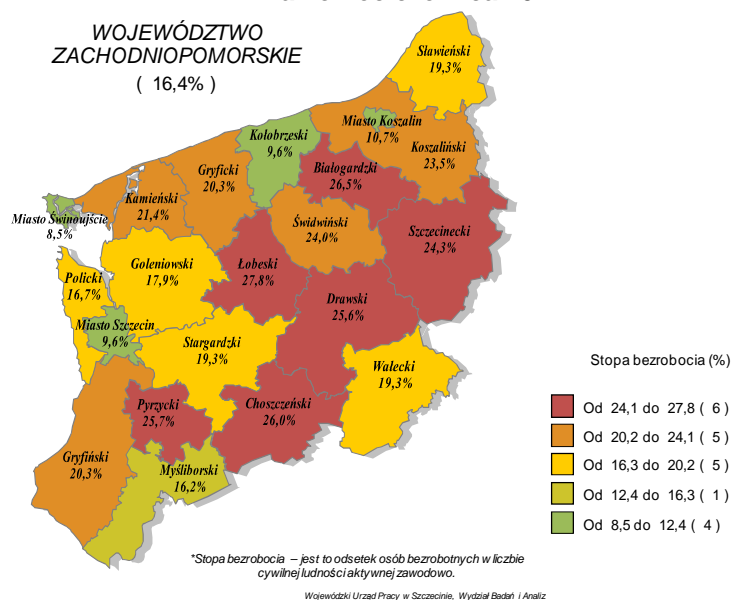 WOJEWÓDZTWO
ZACHODNIOPOMORSKIE
( 16,4% )
Sławieński
19,3%
Kołobrzeski
9,6%
Miasto Koszalin
10,7%
Koszaliński
23,5%
Gryficki
20,3%
Białogardzki
26,5%
Kamieński
21,4%
Miasto Świnoujście
8,5%
Świdwiński
24,0%
Szczecinecki
24,3%
Policki
16,7%
Goleniowski
17,9%
Łobeski
27,8%
Drawski
25,6%
Miasto Szczecin
9,6%
Stargardzki
19,3%
Wałecki
19,3%
Pyrzycki
25,7%
Choszczeński
26,0%
Gryfiński
20,3%
Myśliborski
16,2%
Stopa bezrobocia (%)
Od 24,1 do 27,8 ( 6 )
Od 20,2 do 24,1 ( 5 )
Od 16,3 do 20,2 ( 5 )
Od 12,4 do 16,3 ( 1 )
Od 8,5 do 12,4 ( 4 )
*Stopa bezrobocia – jest to odsetek osób bezrobotnych w liczbie
cywilnej ludności aktywnej zawodowo.
Wojewódzki Urząd Pracy w Szczecinie, Wydział Badań i Analiz